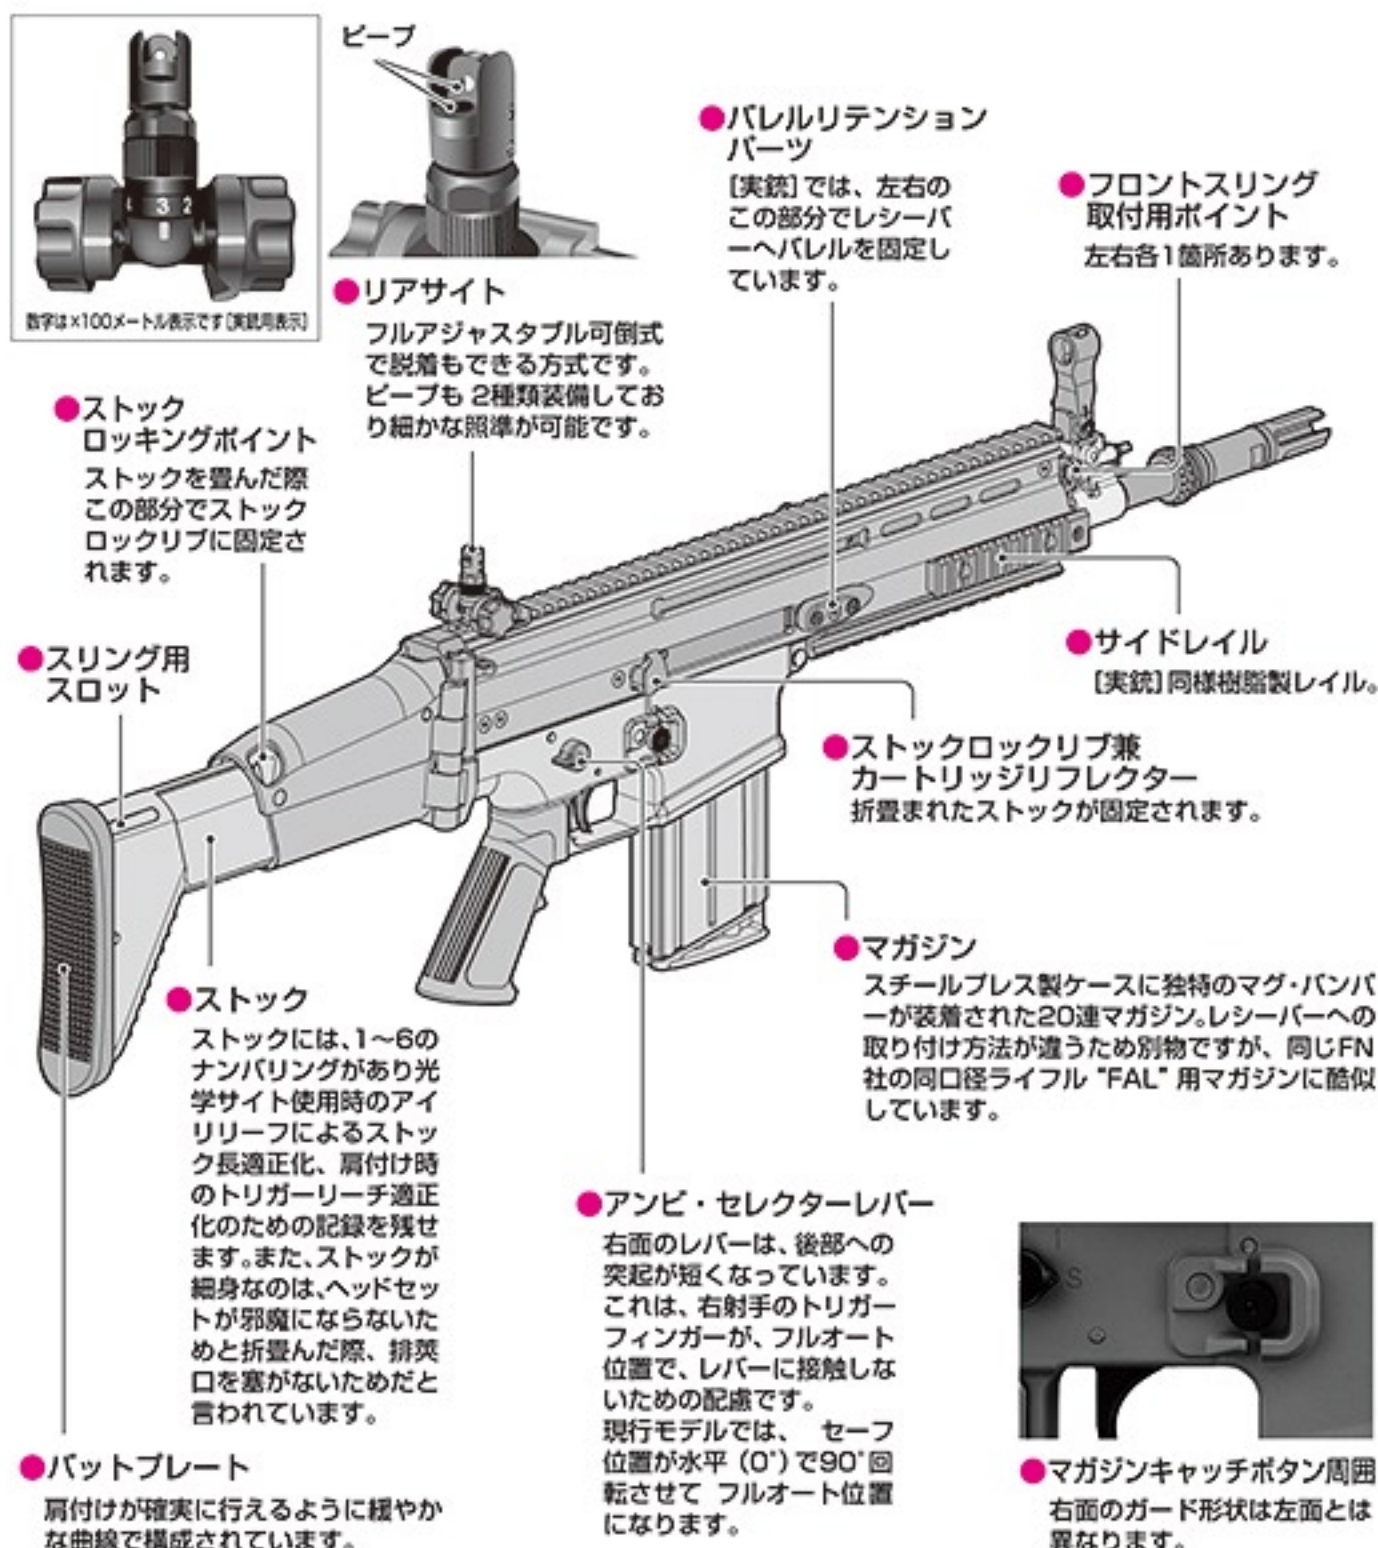 4 3 2
数字は×100メートル表示です[実銃用表示]
ピープ
●リアサイト
フルアジャスタブル可倒式
で脱着もできる方式です。
ピープも 2種類装備してお
り細かな照準が可能です。
●バレルリテンション
パーツ
[実銃]では、左右の
この部分でレシーバ
ーへバレルを固定し
ています。
●フロントスリング
取付用ポイント
左右各1箇所あります。
●ストック
ロッキングポイント
ストックを畳んだ際
この部分でストック
ロックリブに固定さ
れます。
●スリング用
スロット
●サイドレイル
[実銃]同様樹脂製レイル。
●ストックロックリブ兼
カートリッジリフレクター
折畳まれたストックが固定されます。
●マガジン
スチールプレス製ケースに独特のマグ・バンパ
ーが装着された20連マガジン。レシーバーへの
取り付け方法が違うため別物ですが、同じFN
社の同口径ライフル "FAL" 用マガジンに酷似
しています。
●ストック
ストックには、1〜6の
ナンバリングがあり光
学サイト使用時のアイ
リリーフによるストッ
ク長適正化、肩付け時
のトリガーリーチ適正
化のための記録を残せ
ます。また、ストックが
細身なのは、ヘッドセッ
トが邪魔にならないた
めと折畳んだ際、排莢
口を塞がないためだと
言われています。
●アンビ・セレクターレバー
右面のレバーは、後部への
突起が短くなっています。
これは、右射手のトリガー
フィンガーが、フルオート
位置で、レバーに接触しな
いための配慮です。
現行モデルでは、 セーフ
位置が水平 (0°) で90°回
転させて フルオート位置
になります。
●バットプレート
肩付けが確実に行えるように緩やか
な曲線で構成されています。
S
●マガジンキャッチボタン周囲
右面のガード形状は左面とは
異なります。